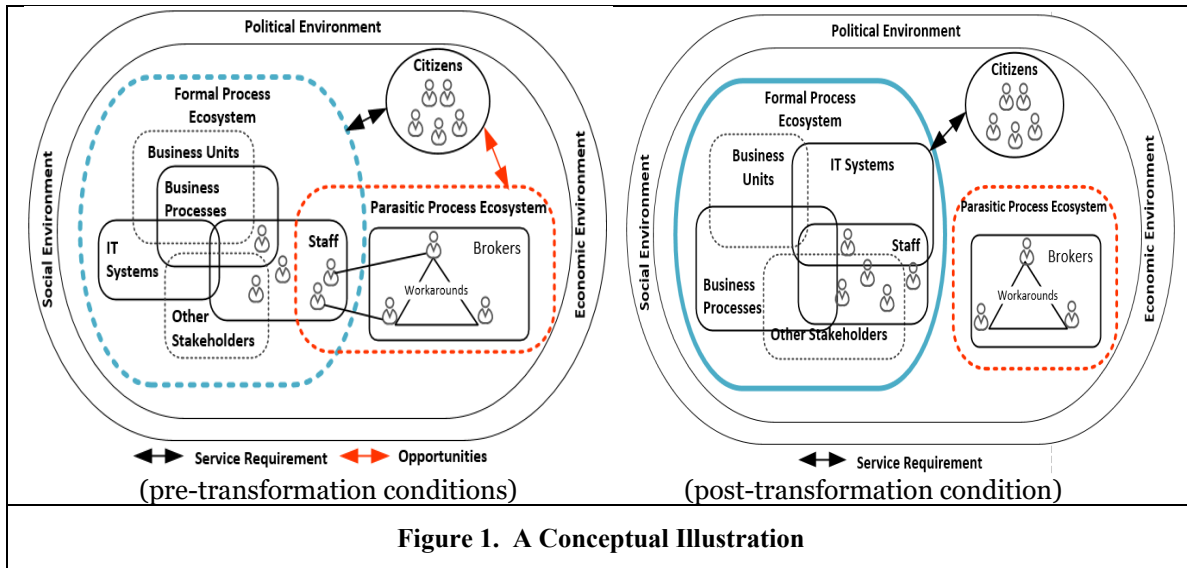 Political Environment
Citizens
Formal Process
Ecosystem
Business Units
Business
Processes
IT
Systems
Staff
Other
Stakeholders
Parasitic Process Ecosystem
Brokers
Workarounds
Social Environment
Economic Environment
Service Requirement
Opportunities
(pre-transformation conditions)
Political Environment
Citizens
Formal Process
Ecosystem
Business
Units
IT Systems
Staff
Business
Processes
Other Stakeholders
Parasitic Process Ecosystem
Brokers
Workarounds
Social Environment
Economic Environment
Service Requirement
(post-transformation condition)
Figure 1. A Conceptual Illustration